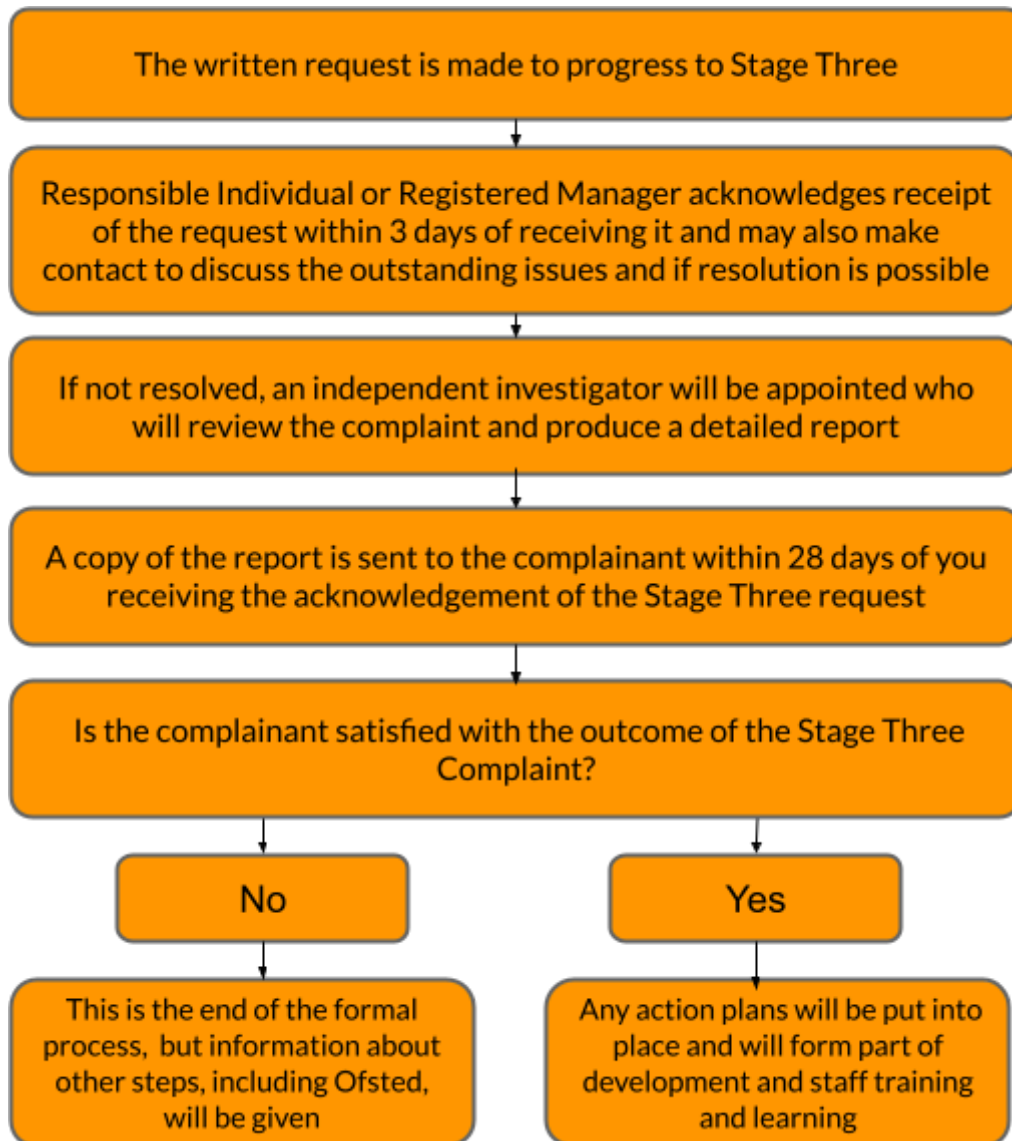 The written request is made to progress to Stage Three
Responsible Individual or Registered Manager acknowledges receipt
of the request within 3 days of receiving it and may also make
contact to discuss the outstanding issues and if resolution is possible
If not resolved, an independent investigator will be appointed who
will review the complaint and produce a detailed report
A copy of the report is sent to the complainant within 28 days of you
receiving the acknowledgement of the Stage Three request
Is the complainant satisfied with the outcome of the Stage Three
Complaint?
No
Yes
This is the end of the formal
process, but information about
other steps, including Ofsted,
will be given
Any action plans will be put into
place and will form part of
development and staff training
and learning